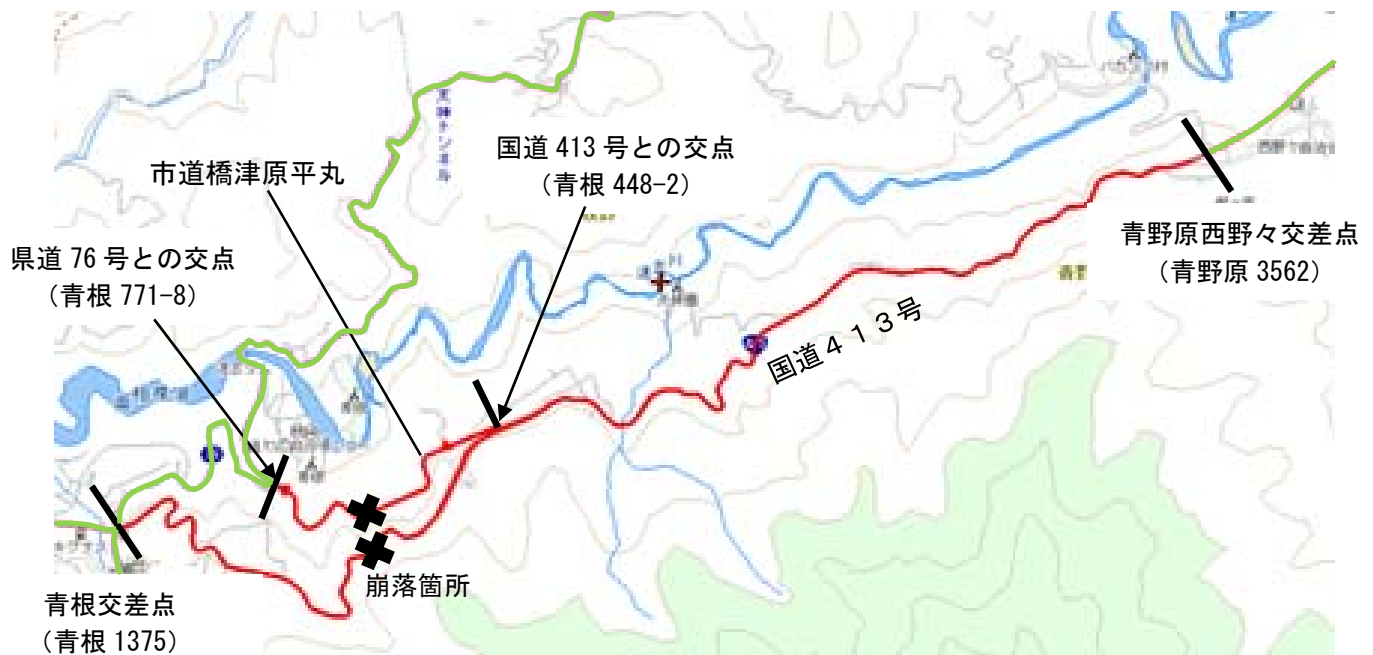 国道 413 号との交点
（青根 448-2）
市道橋津原平丸
県道 76 号との交点
（青根 771-8）
青野原西野々交差点
（青野原 3562）
国道４１３号
崩落箇所
青根交差点
（青根 1375）